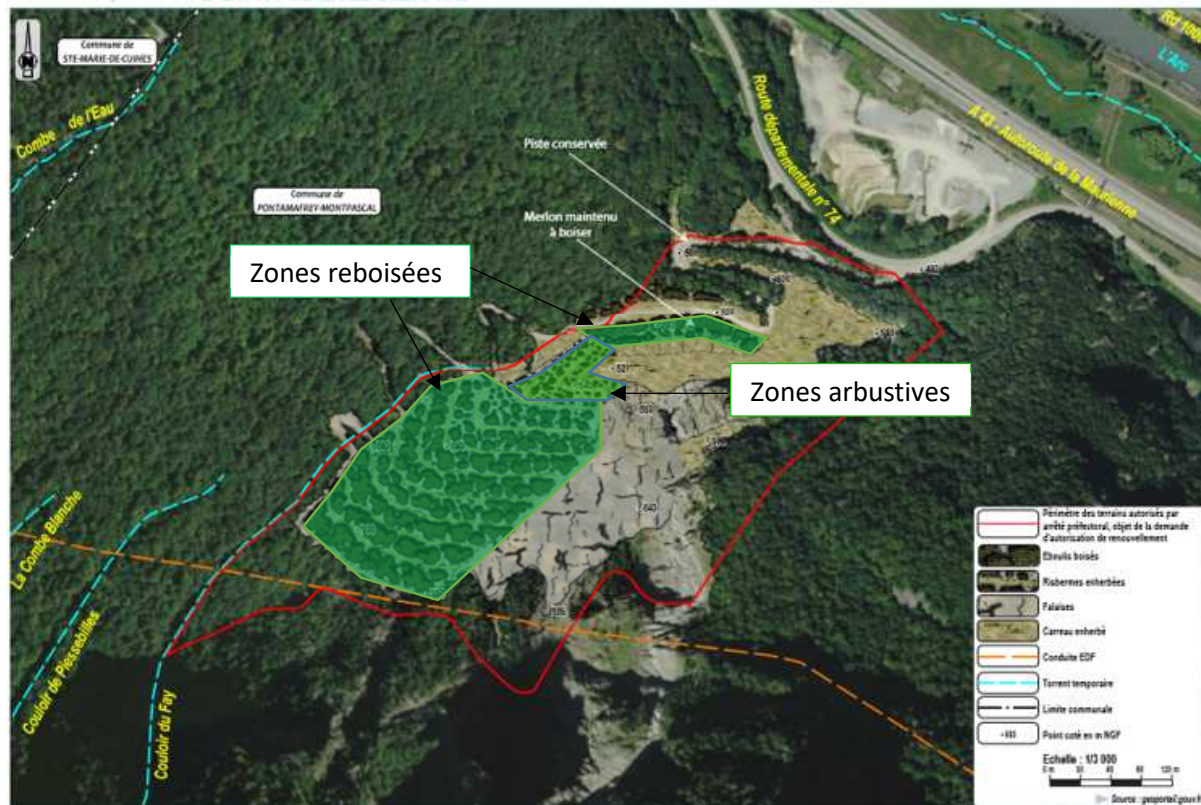 Commune de
STE-MARIE-DE-CUINES
N
Combe de l'Eau
Rd 100
L'Arc
A 43 - Autoroute de la Maurienne
Route départementale n° 74
Piste conservée
Commune de
PONTAMAFREY-MONTPASCAL
Merlon maintenu
à boiser
Zones reboisées
Zones arbustives
La Combe Blanche
Couloir de Piessebilles
Couloir du Fay
Périmètre des terrains autorisés par
arrêté préfectoral, objet de la demande
d'autorisation de renouvellement
Eboulis boisés
Risbermes enherbées
Falaises
Carreau enherbé
Conduite EDF
Torrent temporaire
Limite communale
Point coté en m NGF
Echelle : 1/3 000
Source : geoportail.gouv.fr